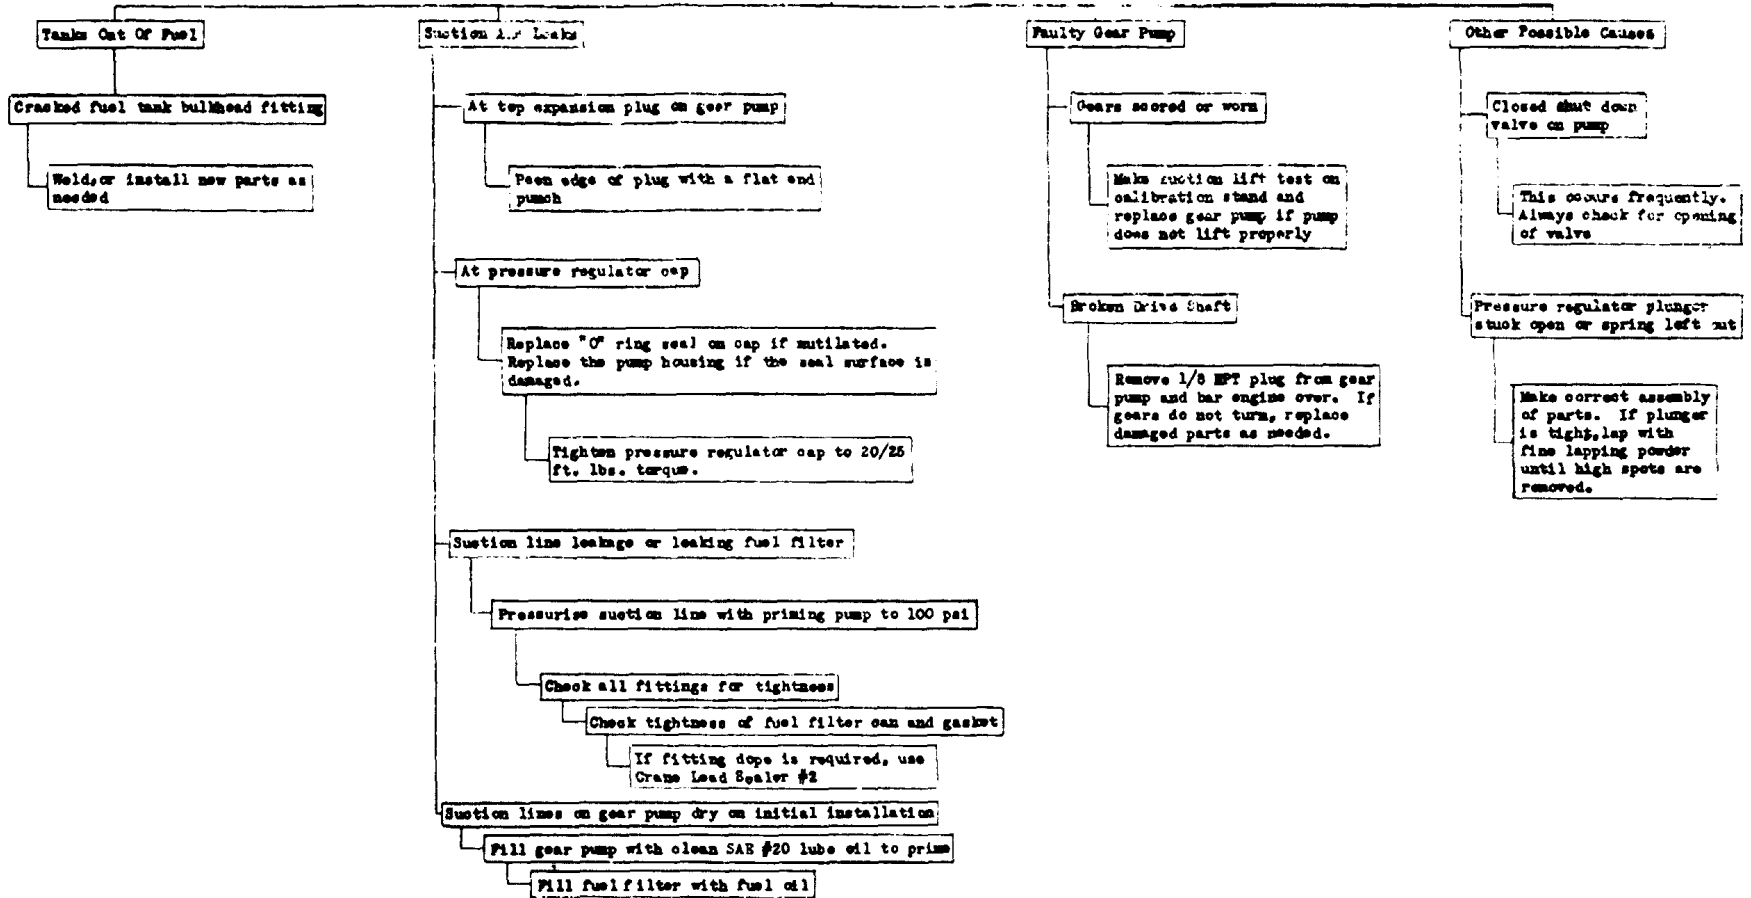 Tanks Out Of Fuel
Cracked fuel tank bulkhead fitting
Weld, or install new parts as
needed
Suction Air Leaks
At top expansion plug on gear pump
Peen edge of plug with a flat end
punch
At pressure regulator cap
Replace "O" ring seal on cap if mutilated.
Replace the pump housing if the seal surface is
damaged.
Tighten pressure regulator cap to 20/25
ft. lbs. torque.
Suction line leakage or leaking fuel filter
Pressurise suction line with priming pump to 100 psi
Check all fittings for tightness
Check tightness of fuel filter can and gasket
If fitting dope is required, use
Crane Lead Sealer #2
Suction lines on gear pump dry on initial installation
Fill gear pump with clean SAE #20 lube oil to prime
Fill fuel filter with fuel oil
Faulty Gear Pump
Gears scored or worn
Make suction lift test on
calibration stand and
replace gear pump if pump
does not lift properly
Broken Drive Shaft
Remove 1/8 NPT plug from gear
pump and bar engine over. If
gears do not turn, replace
damaged parts as needed.
Other Possible Causes
Closed shut down
valve on pump
This occurs frequently.
Always check for opening
of valve
Pressure regulator plunger
stuck open or spring left out
Make correct assembly
of parts. If plunger
is tight, lap with
fine lapping powder
until high spots are
removed.